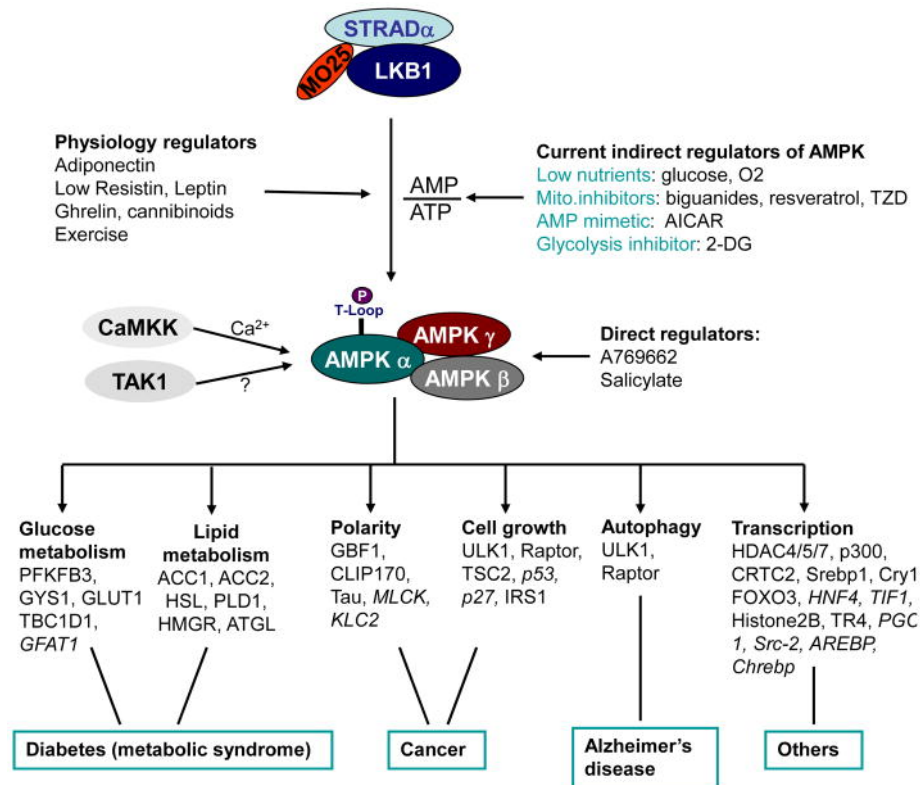 STRADα
MO25
LKB1
Physiology regulators
Adiponectin
Low Resistin, Leptin
Ghrelin, cannibinoids
Exercise
AMP
ATP
Current indirect regulators of AMPK
Low nutrients: glucose, O2
Mito.inhibitors: biguanides, resveratrol, TZD
AMP mimetic: AICAR
Glycolysis inhibitor: 2-DG
P
T-Loop
CaMKK
Ca²⁺
TAK1
?
AMPK γ
AMPK α
AMPK β
Direct regulators:
A769662
Salicylate
Glucose
metabolism
PFKFB3,
GYS1, GLUT1
TBC1D1,
GFAT1
Lipid
metabolism
ACC1, ACC2,
HSL, PLD1,
HMGR, ATGL
Polarity
GBF1,
CLIP170,
Tau, MLCK,
KLC2
Cell growth
ULK1, Raptor,
TSC2, p53,
p27, IRS1
Autophagy
ULK1,
Raptor
Transcription
HDAC4/5/7, p300,
CRTC2, Srebp1, Cry1
FOXO3, HNF4, TIF1,
Histone2B, TR4, PGC
1, Src-2, AREBP,
Chrebp
Diabetes (metabolic syndrome)
Cancer
Alzheimer's
disease
Others